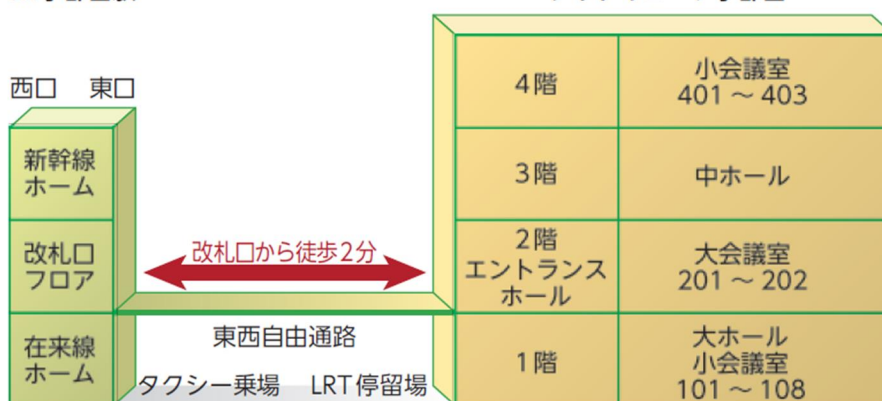 西口 東口
新幹線
ホーム
改札口
フロア
在来線
ホーム
改札口から徒歩2分
東西自由通路
タクシー乗場 LRT停留場
4階
小会議室
401 ～ 403
3階
中ホール
2階
エントランス
ホール
大会議室
201 ～ 202
1階
大ホール
小会議室
101 ～ 108